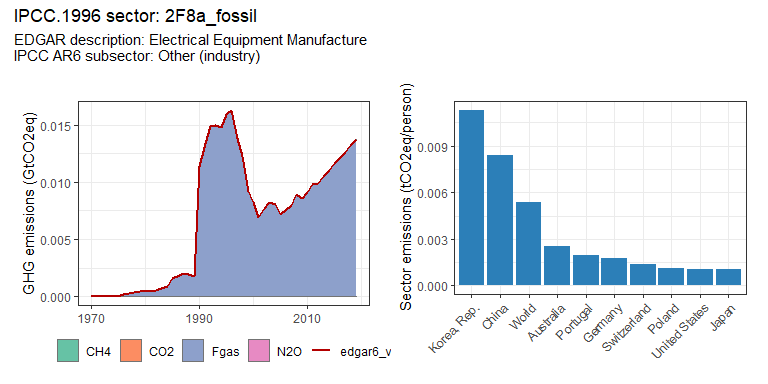 IPCC.1996 sector: 2F8a_fossil
EDGAR description: Electrical Equipment Manufacture
IPCC AR6 subsector: Other (industry)
GHG emissions (GtCO2eq)
0.015
0.010
0.005
0.000
1970
1990
2010
CH4
CO2
Fgas
N2O
edgar6_v
Sector emissions (tCO2eq/person)
0.009
0.006
0.003
0.000
Korea, Rep.
China
World
Australia
Portugal
Germany
Switzerland
Poland
United States
Japan